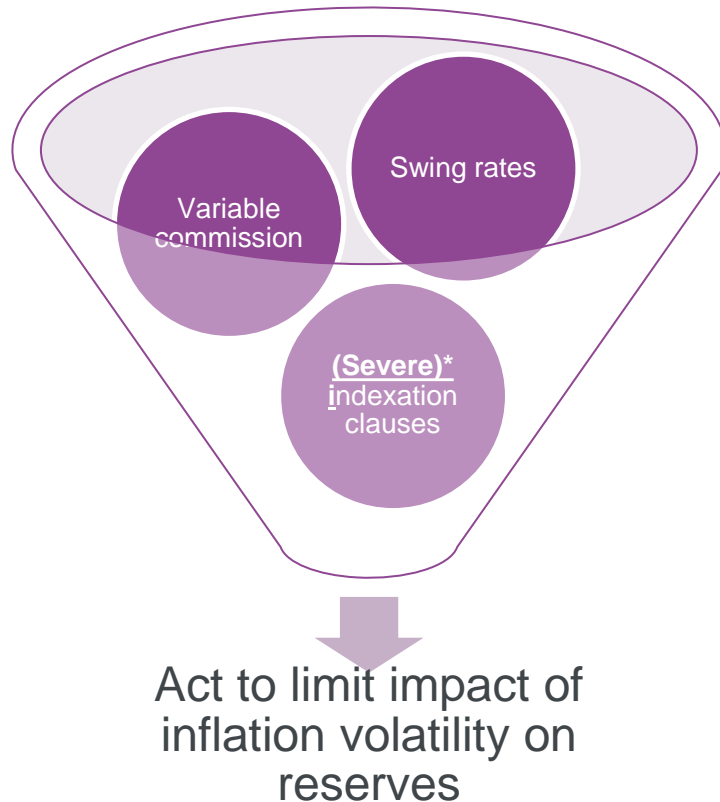 Swing rates
Variable
commission
(Severe)*
indexation
clauses
Act to limit impact of
inflation volatility on
reserves